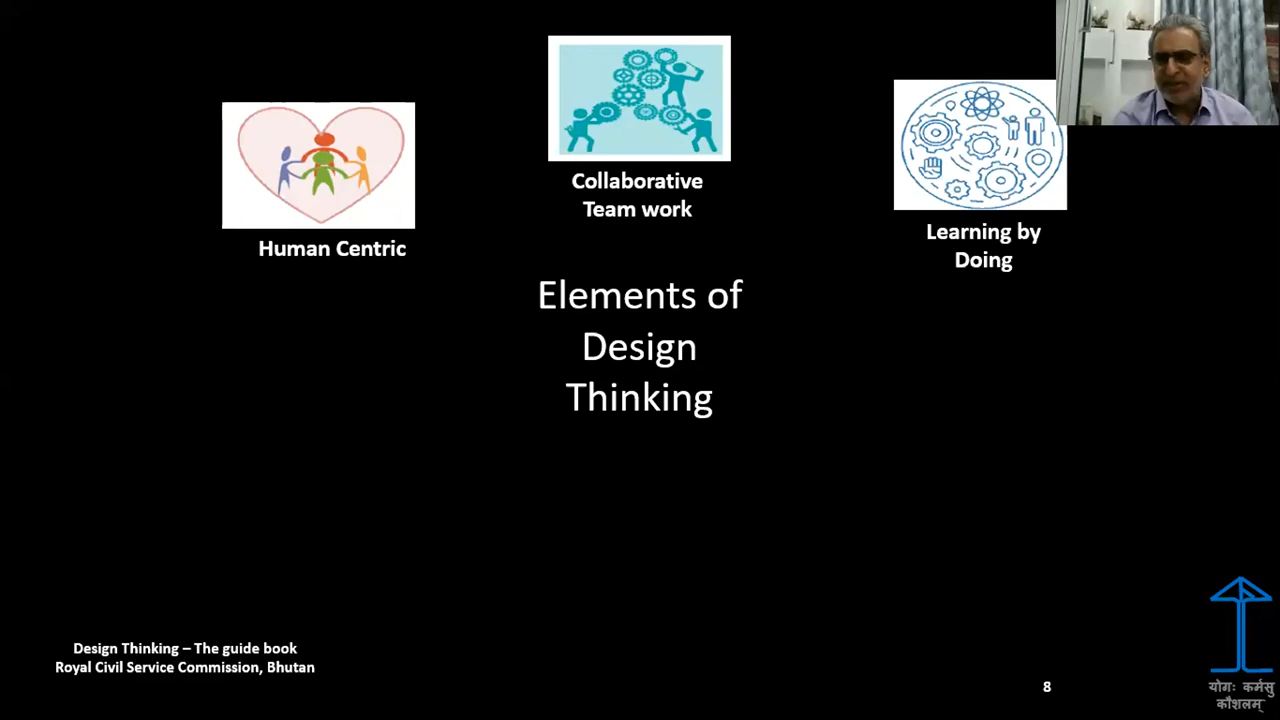 Collaborative
Team work
Human Centric
Learning by
Doing
Elements of
Design
Thinking
Design Thinking – The guide book
Royal Civil Service Commission, Bhutan
8
योगः कर्मसु
कौशलम्